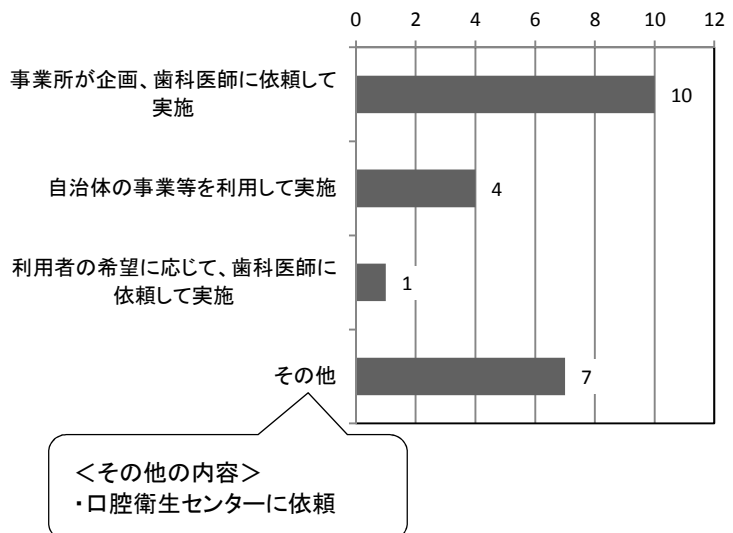 0 2 4 6 8 10 12
事業所が企画、歯科医師に依頼して
実施
10
自治体の事業等を利用して実施
4
利用者の希望に応じて、歯科医師に
依頼して実施
1
その他
7
＜その他の内容＞
・口腔衛生センターに依頼